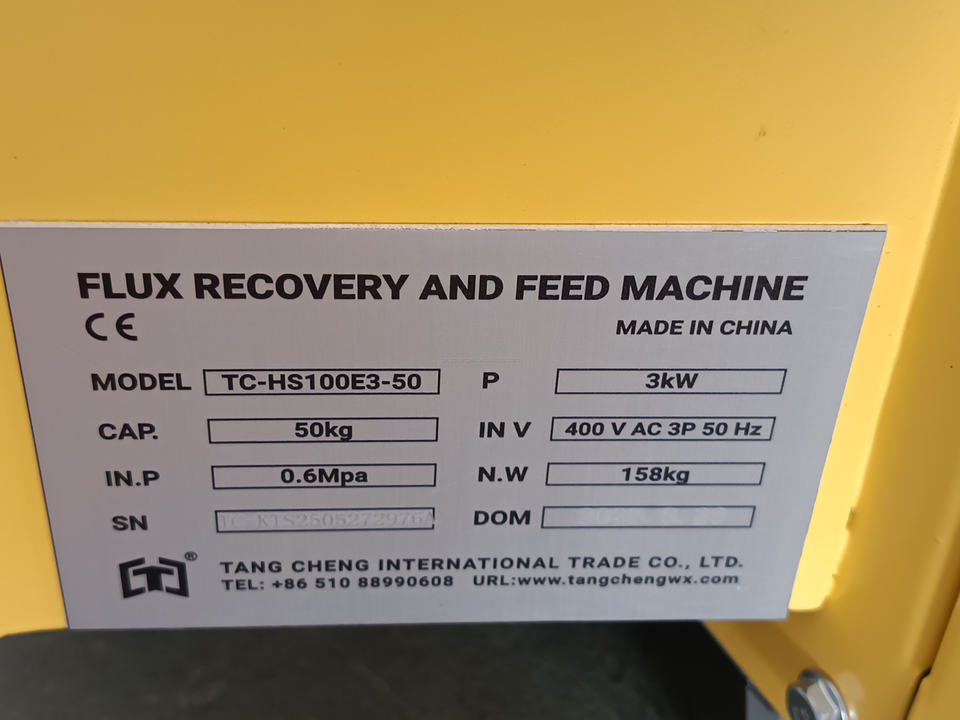 FLUX RECOVERY AND FEED MACHINE
CE MADE IN CHINA
MODEL TC-HS100E3-50 P 3kW
CAP. 50kg IN V 400 V AC 3P 50 Hz
IN.P 0.6Mpa N.W 158kg
SN TC-KTS2505272976A DOM
® TANG CHENG INTERNATIONAL TRADE CO., LTD.
TEL: +86 510 88990608 URL:www.tangchengwx.com